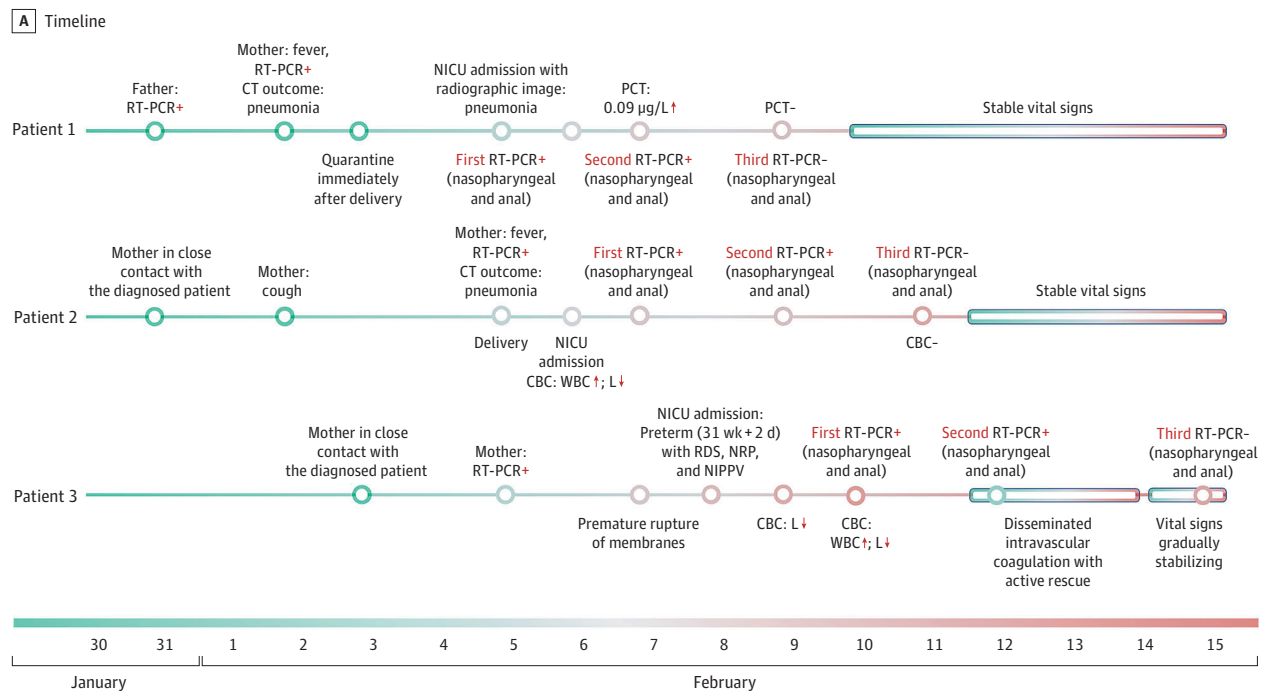 A Timeline
Father:
RT-PCR+
Mother: fever,
RT-PCR+
CT outcome:
pneumonia
NICU admission with
radiographic image:
pneumonia
PCT:
0.09 µg/L↑
PCT-
Stable vital signs
Patient 1
Quarantine
immediately
after delivery
First RT-PCR+
(nasopharyngeal
and anal)
Second RT-PCR+
(nasopharyngeal
and anal)
Third RT-PCR-
(nasopharyngeal
and anal)
Mother in close
contact with
the diagnosed patient
Mother:
cough
Mother: fever,
RT-PCR+
CT outcome:
pneumonia
First RT-PCR+
(nasopharyngeal
and anal)
Second RT-PCR+
(nasopharyngeal
and anal)
Third RT-PCR-
(nasopharyngeal
and anal)
Stable vital signs
Patient 2
Delivery
NICU
admission
CBC: WBC↑; L↓
CBC-
Mother in close
contact with
the diagnosed patient
Mother:
RT-PCR+
NICU admission:
Preterm (31 wk + 2 d)
with RDS, NRP,
and NIPPV
First RT-PCR+
(nasopharyngeal
and anal)
Second RT-PCR+
(nasopharyngeal
and anal)
Third RT-PCR-
(nasopharyngeal
and anal)
Patient 3
Premature rupture
of membranes
CBC: L↓
CBC:
WBC↑; L↓
Disseminated
intravascular
coagulation with
active rescue
Vital signs
gradually
stabilizing
30 31 1 2 3 4 5 6 7 8 9 10 11 12 13 14 15
January February